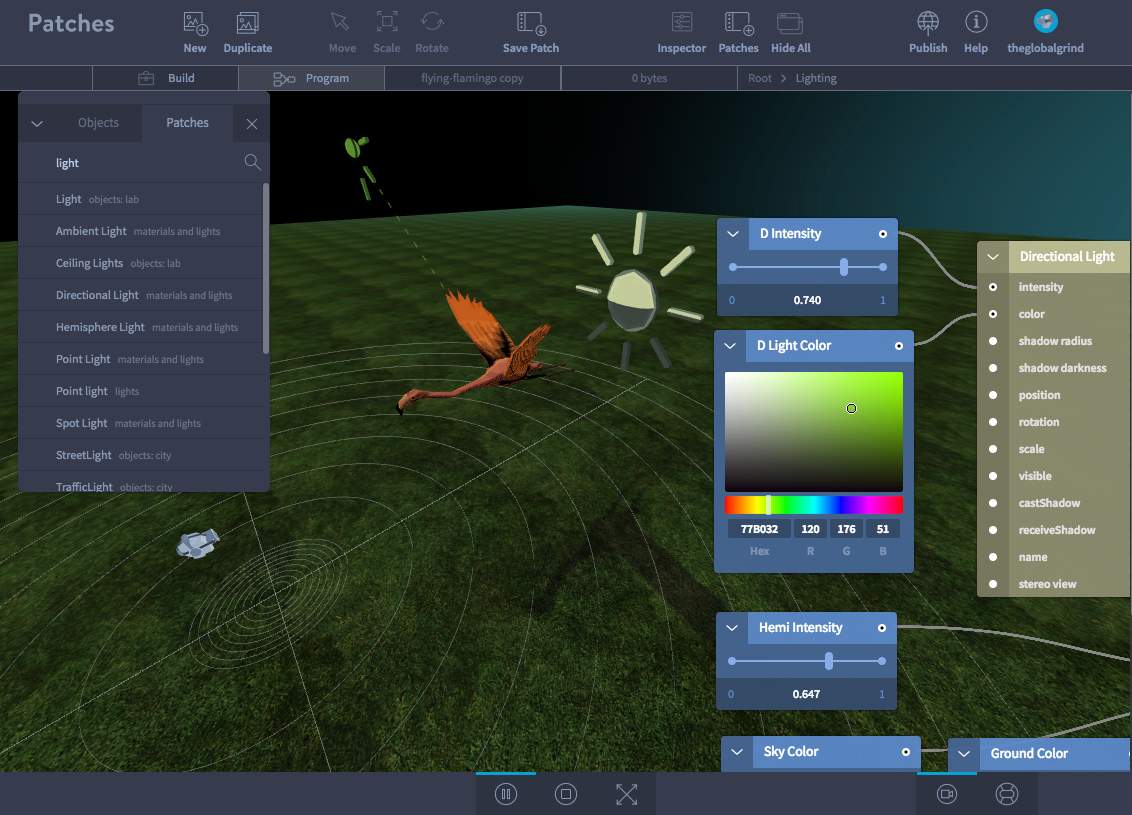 Patches
New
Duplicate
Move
Scale
Rotate
Save Patch
Inspector
Patches
Hide All
Publish
Help
theglobalgrind
Build
Program
flying-flamingo copy
0 bytes
Root > Lighting
Objects
Patches
light
Light objects: lab
Ambient Light materials and lights
Ceiling Lights objects: lab
Directional Light materials and lights
Hemisphere Light materials and lights
Point Light materials and lights
Point light lights
Spot Light materials and lights
StreetLight objects: city
TrafficLight objects: city
D Intensity
0 0.740 1
D Light Color
77B032 120 176 51
Hex R G B
Hemi Intensity
0 0.647 1
Sky Color
Ground Color
Directional Light
intensity
color
shadow radius
shadow darkness
position
rotation
scale
visible
castShadow
receiveShadow
name
stereo view